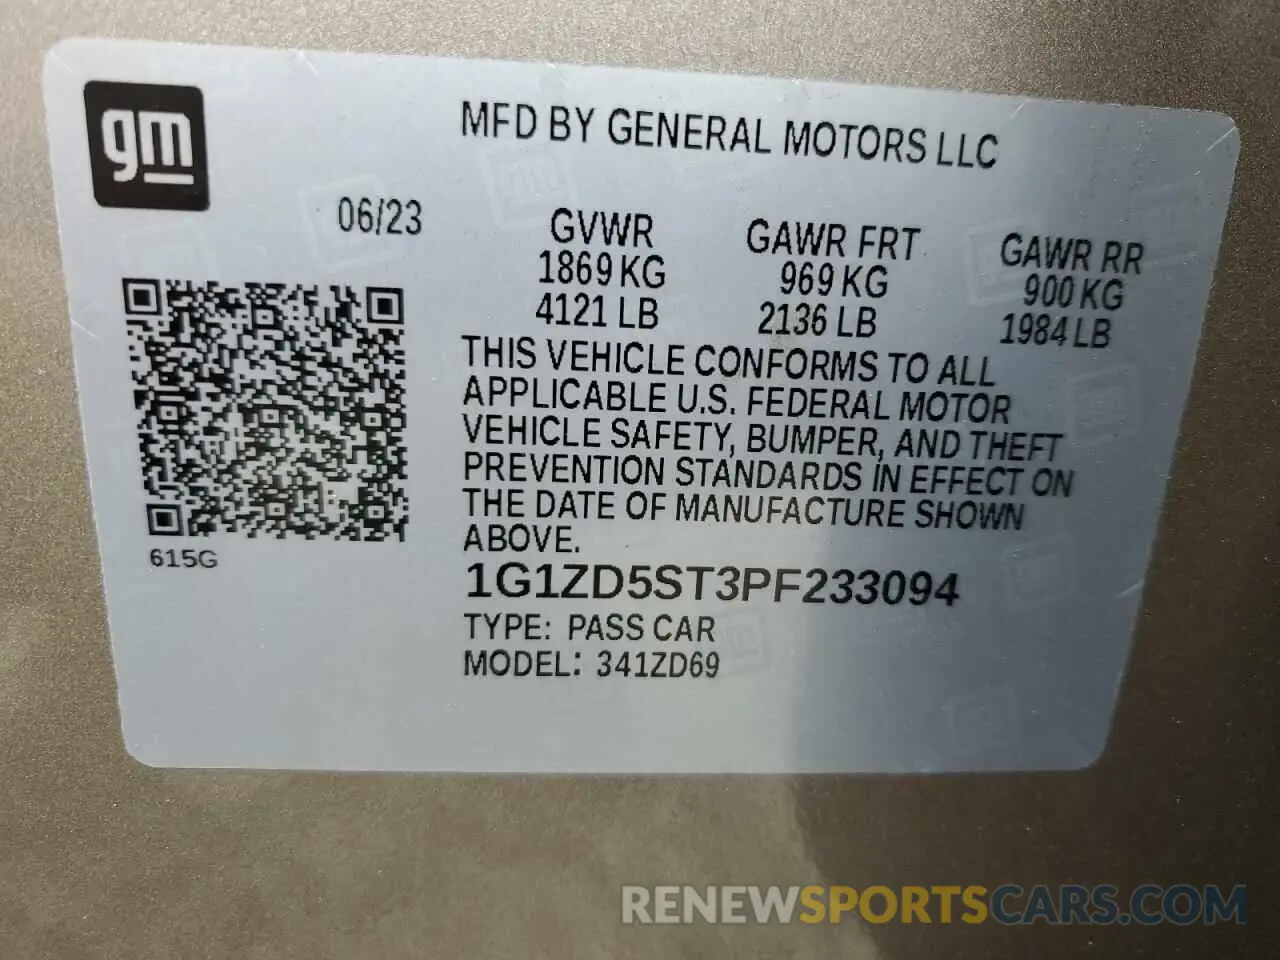 gm
MFD BY GENERAL MOTORS LLC
06/23
GVWR
1869 KG
4121 LB
GAWR FRT
969 KG
2136 LB
GAWR RR
900 KG
1984 LB
THIS VEHICLE CONFORMS TO ALL
APPLICABLE U.S. FEDERAL MOTOR
VEHICLE SAFETY, BUMPER, AND THEFT
PREVENTION STANDARDS IN EFFECT ON
THE DATE OF MANUFACTURE SHOWN
ABOVE.
615G
1G1ZD5ST3PF233094
TYPE: PASS CAR
MODEL: 341ZD69
RENEWSPORTSCARS.COM